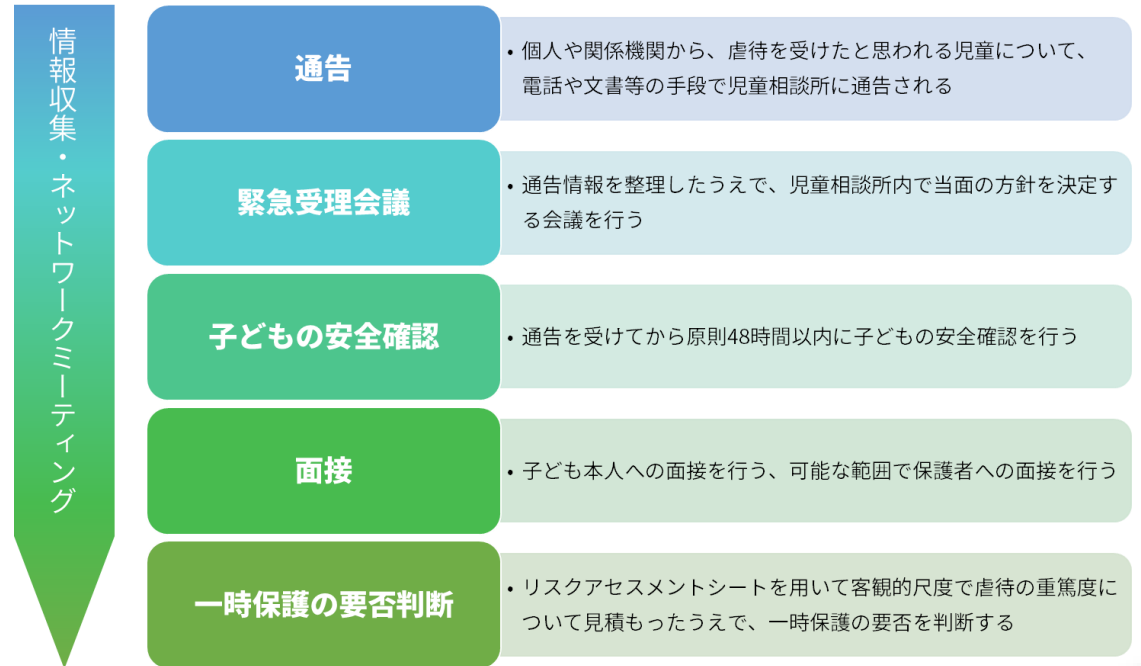 情報収集・ネットワークミーティング
通告
• 個人や関係機関から、虐待を受けたと思われる児童について、
電話や文書等の手段で児童相談所に通告される
緊急受理会議
• 通告情報を整理したうえで、児童相談所内で当面の方針を決定す
る会議を行う
子どもの安全確認
• 通告を受けてから原則48時間以内に子どもの安全確認を行う
面接
• 子ども本人への面接を行う、可能な範囲で保護者への面接を行う
一時保護の要否判断
• リスクアセスメントシートを用いて客観的尺度で虐待の重篤度に
ついて見積もったうえで、一時保護の要否を判断する